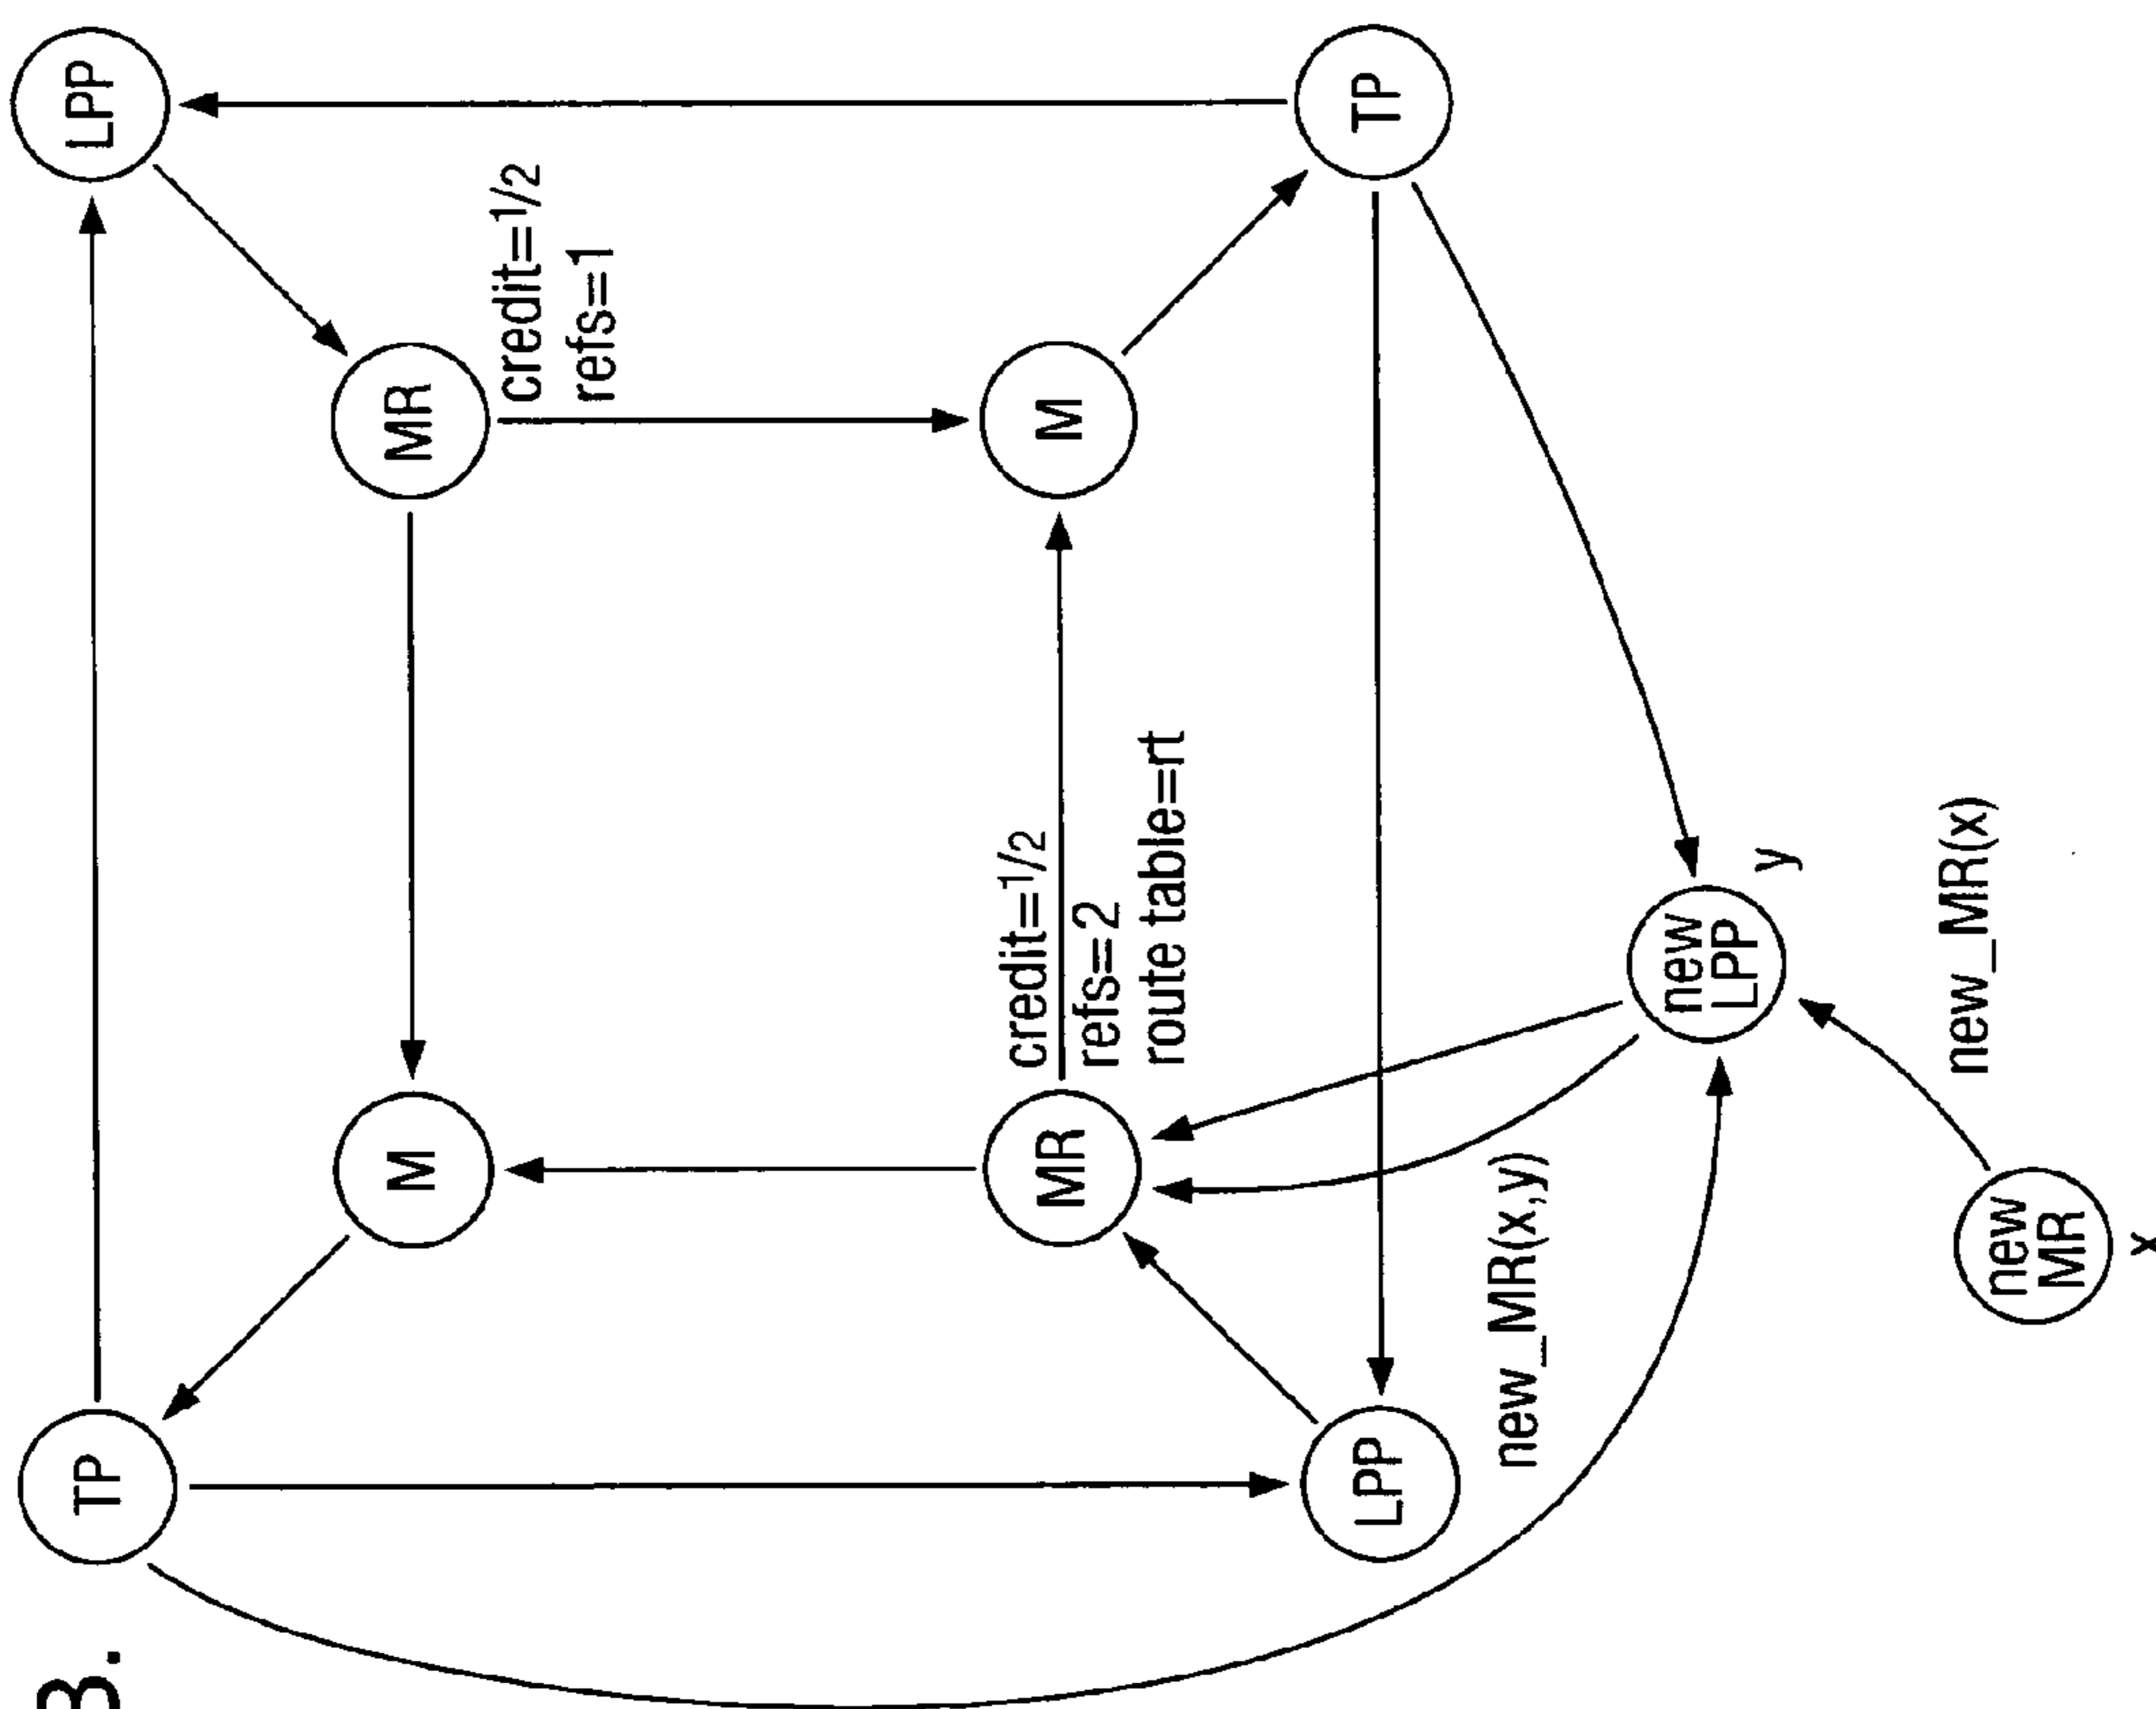 TP
LPP
M
MR
credit=1/2
refs=1
MR
credit=1/2
refs=2
route table=rt
M
LPP
TP
new_MR(x,y)
new
LPP
y
new_MR(x)
new
MR
x